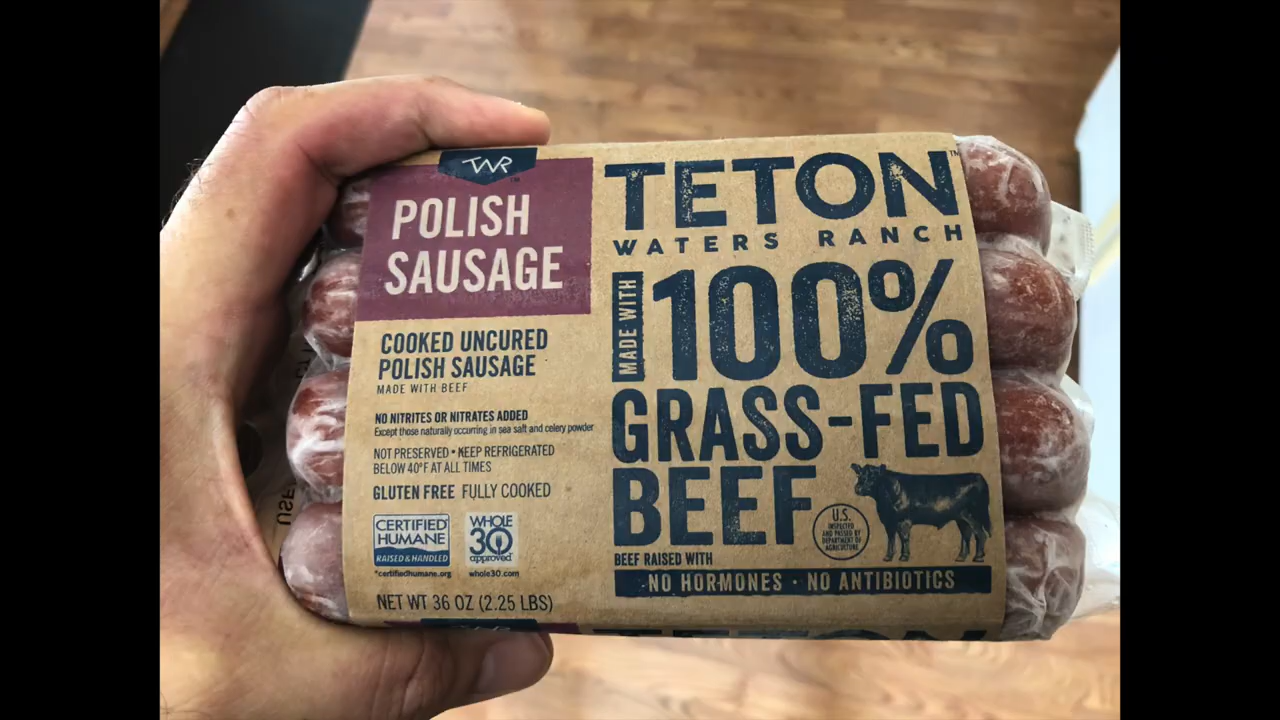 TWR™
POLISH
SAUSAGE
COOKED UNCURED
POLISH SAUSAGE
MADE WITH BEEF
NO NITRITES OR NITRATES ADDED
Except those naturally occurring in sea salt and celery powder
NOT PRESERVED • KEEP REFRIGERATED
BELOW 40°F AT ALL TIMES
GLUTEN FREE FULLY COOKED
CERTIFIED
HUMANE
RAISED & HANDLED
*certifiedhumane.org
WHOLE
30
approved
whole30.com
NET WT 36 OZ (2.25 LBS)
TETON™
WATERS RANCH
MADE WITH
100%
GRASS-FED
BEEF
U.S.
INSPECTED
AND PASSED BY
DEPARTMENT OF
AGRICULTURE
BEEF RAISED WITH
NO HORMONES • NO ANTIBIOTICS
TETON